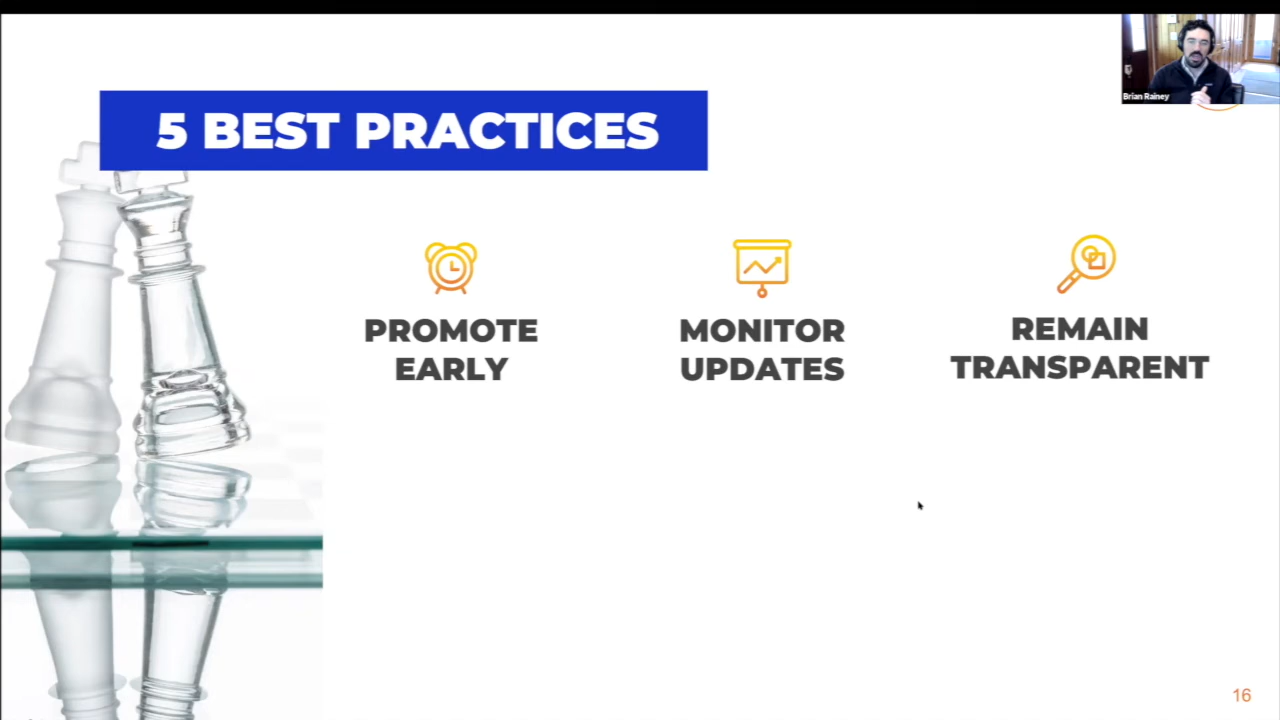 Brian Rainey
5 BEST PRACTICES
PROMOTE
EARLY
MONITOR
UPDATES
REMAIN
TRANSPARENT
16